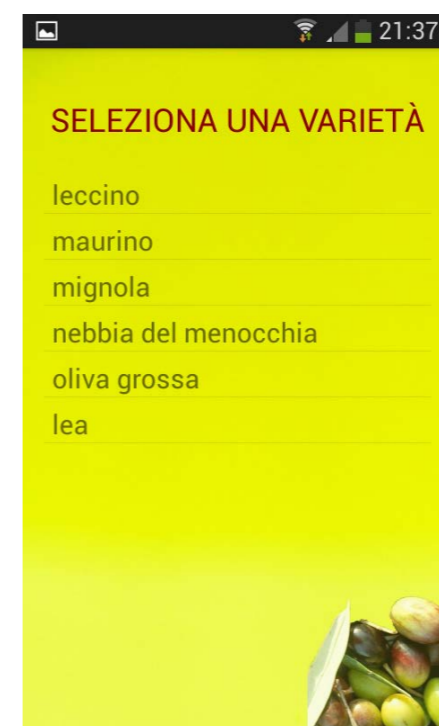 21:37
SELEZIONA UNA VARIETÀ
leccino
maurino
mignola
nebbia del menocchia
oliva grossa
lea